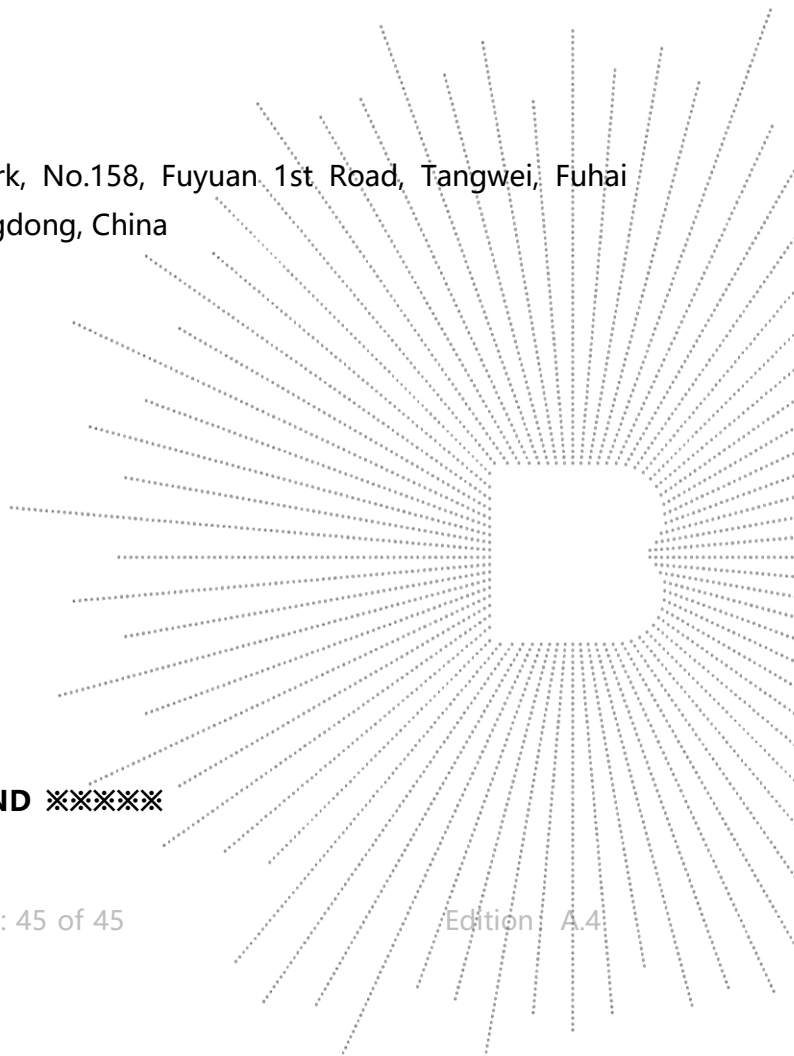 rk, No.158, Fuyuan 1st Road, Tangwei, Fuhai
gdong, China
ND ※※※※※
: 45 of 45 Edition: A.4